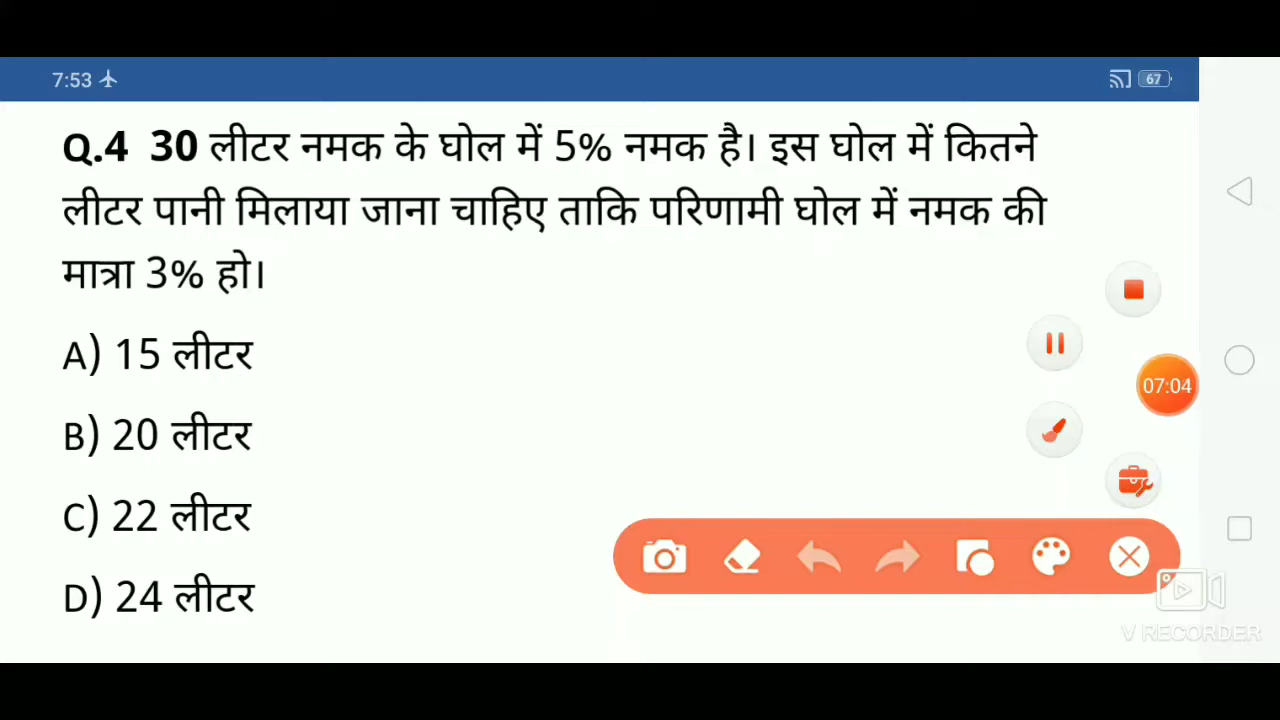 7:53
67
Q.4 30 लीटर नमक के घोल में 5% नमक है। इस घोल में कितने
लीटर पानी मिलाया जाना चाहिए ताकि परिणामी घोल में नमक की
मात्रा 3% हो।
A) 15 लीटर
B) 20 लीटर
C) 22 लीटर
D) 24 लीटर
07:04
V RECORDER